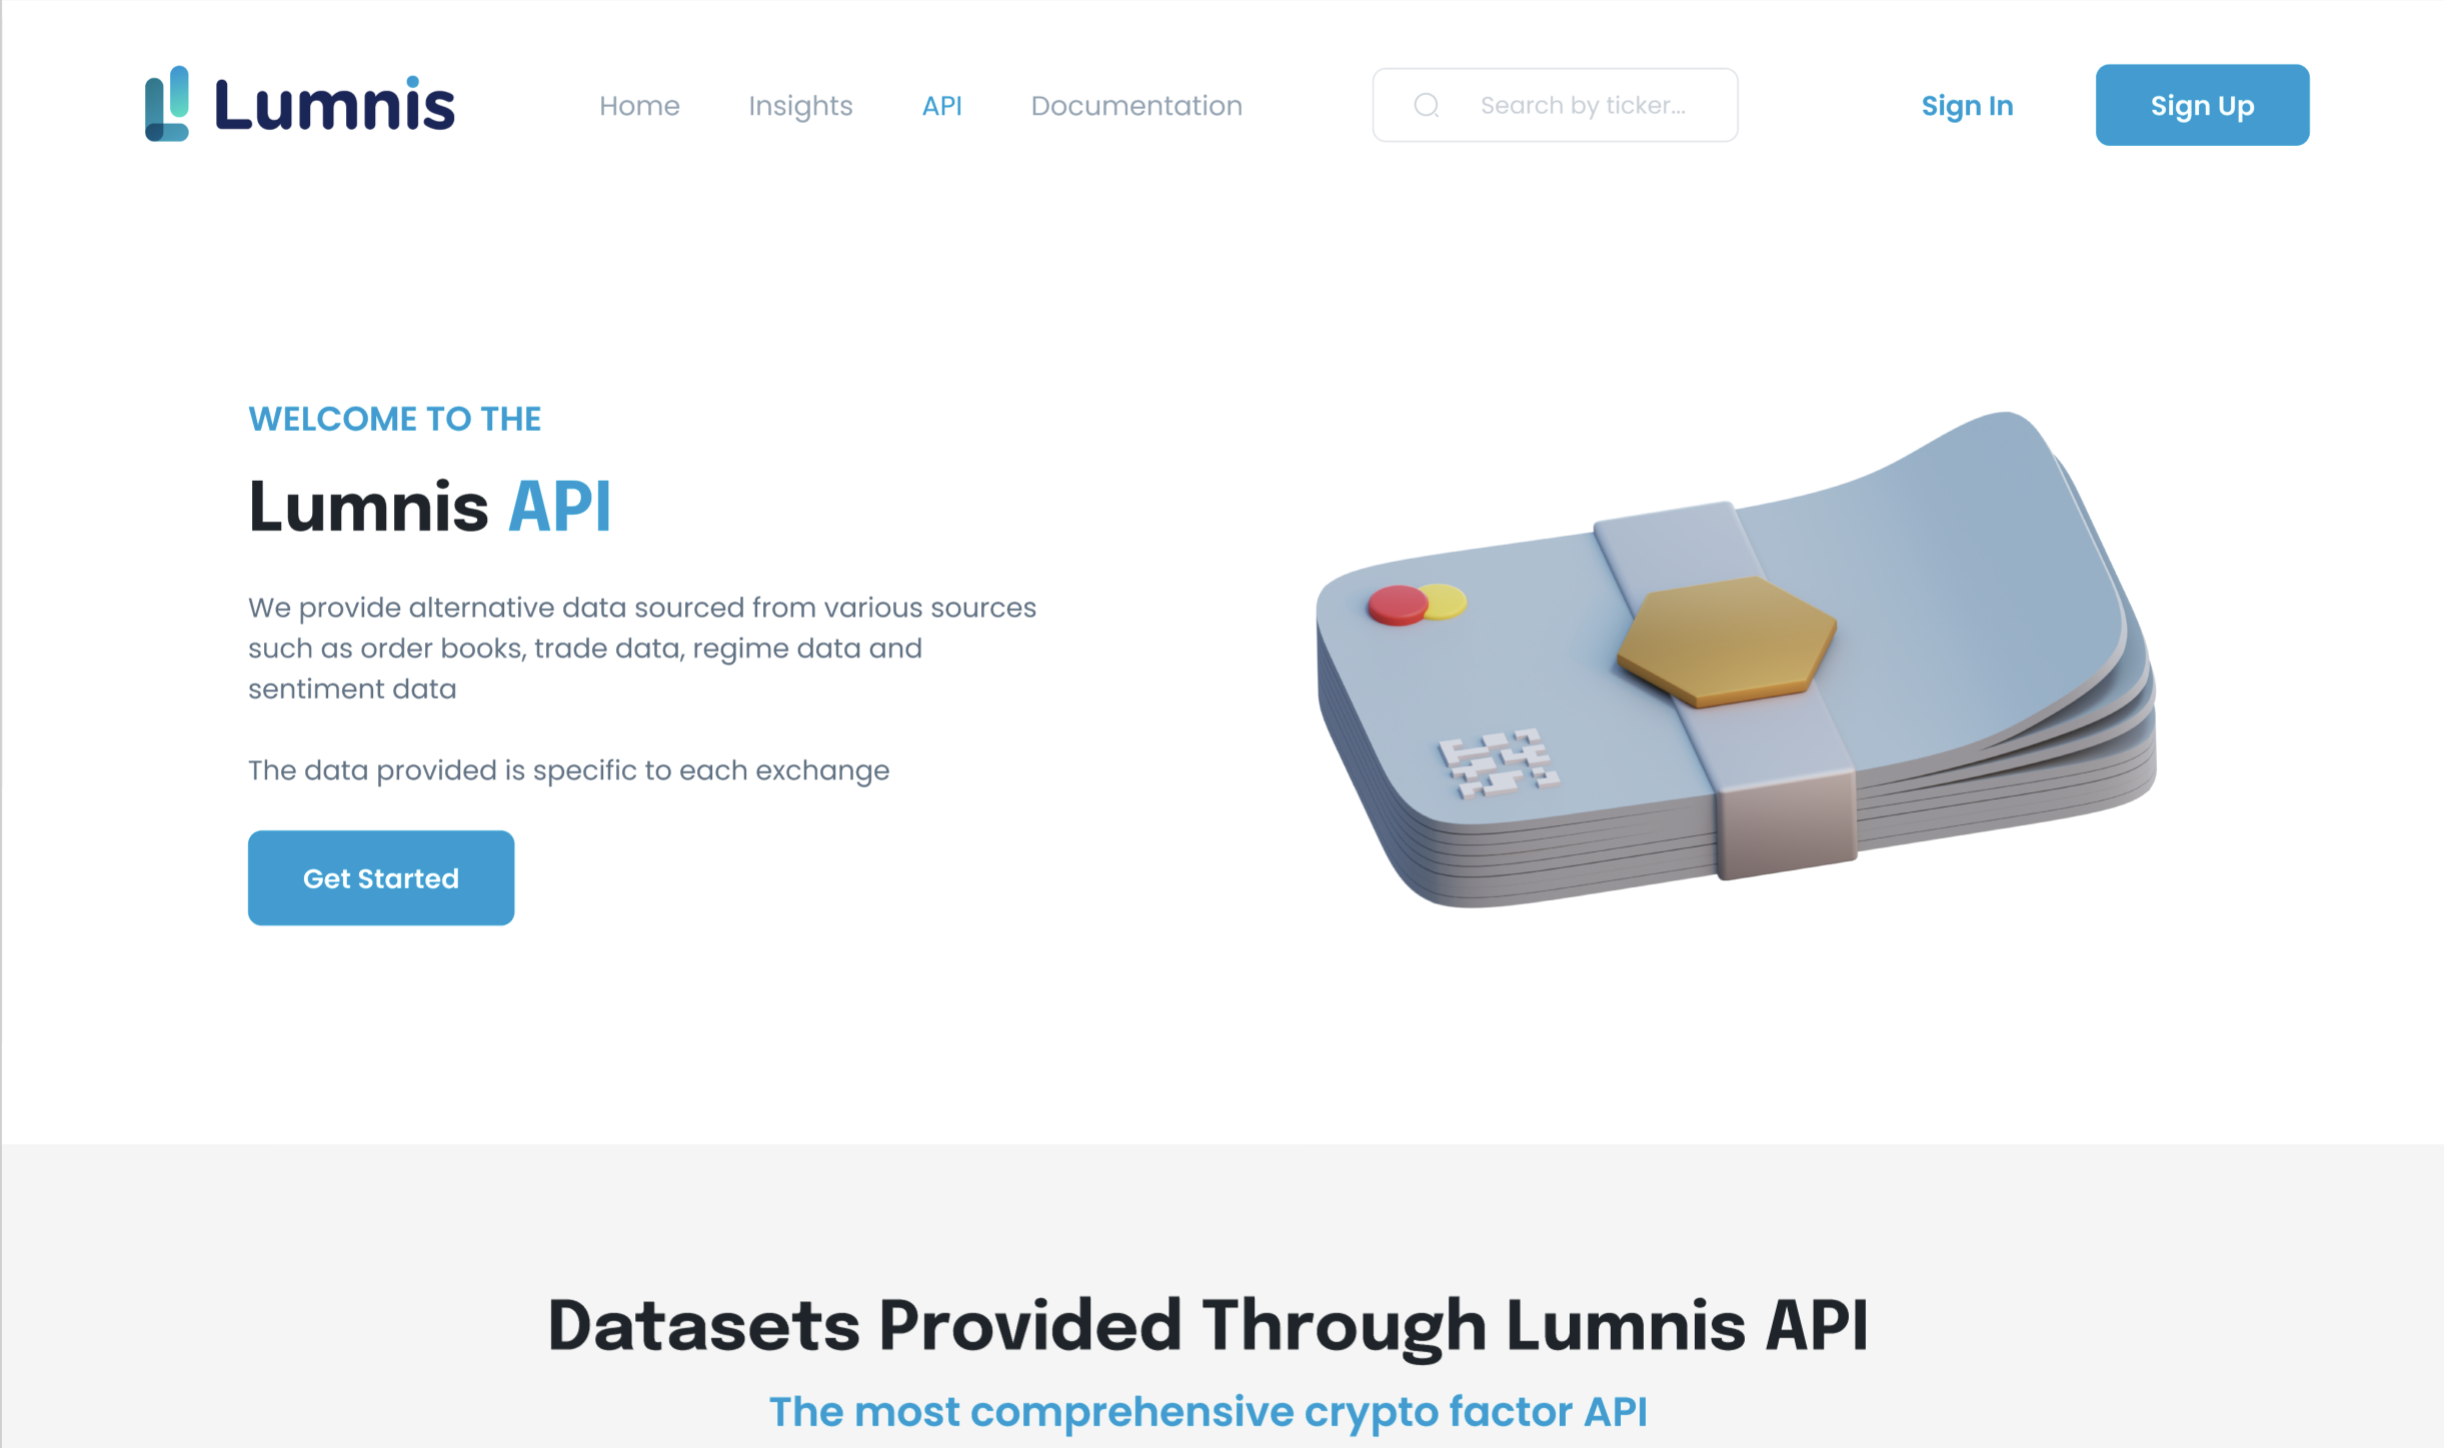 Lumnis
Home
Insights
API
Documentation
Search by ticker...
Sign In
Sign Up
WELCOME TO THE
Lumnis API
We provide alternative data sourced from various sources
such as order books, trade data, regime data and
sentiment data
The data provided is specific to each exchange
Get Started
Datasets Provided Through Lumnis API
The most comprehensive crypto factor API